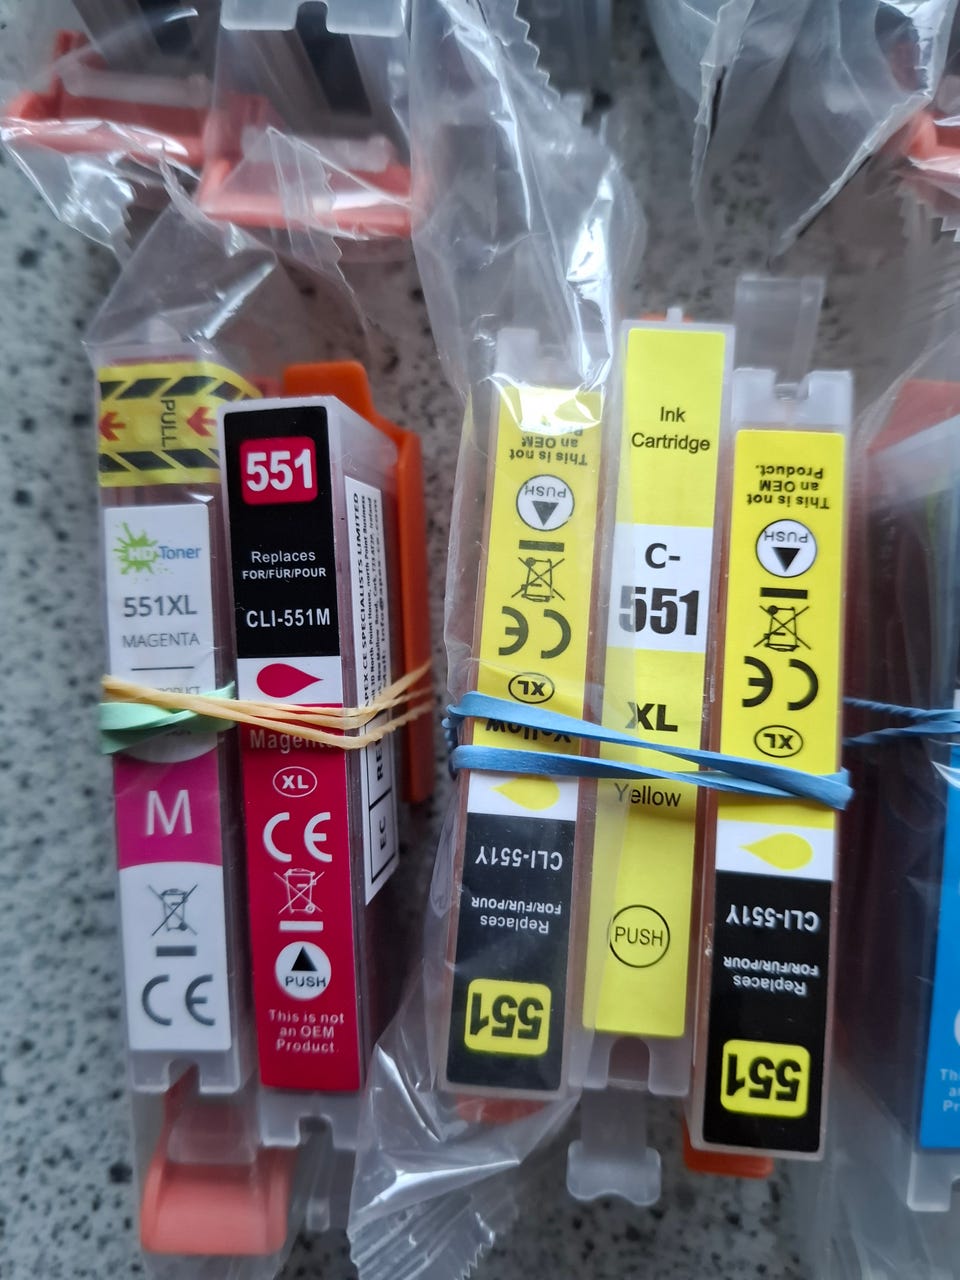 PULL
HD-Toner
551XL
MAGENTA
M
CE
551
Replaces
FOR/FÜR/POUR
CLI-551M
Magenta
XL
CE
PUSH
This is not
an OEM
Product.
This is not
an OEM
PUSH
CE
XL
Yellow
CLI-551Y
FOR/FÜR/POUR
Replaces
551
Ink
Cartridge
C-
551
XL
Yellow
PUSH
This is not
an OEM
Product.
PUSH
CE
XL
CLI-551Y
FOR/FÜR/POUR
Replaces
551